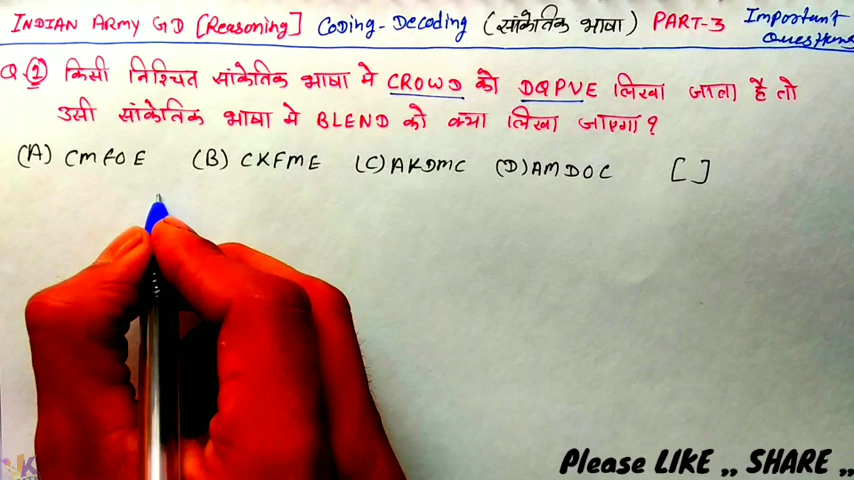 INDIAN ARMY GD [Reasoning] Coding-Decoding (सांकेतिक भाषा) PART-3 Important Questions
Q.1 किसी निश्चित सांकेतिक भाषा मे CROWD को DQPVE लिखा जाता है तो
उसी सांकेतिक भाषा मे BLEND को क्या लिखा जाएगा?
(A) CMFOE (B) CKFME (C) AKDMC (D) AMDOC [ ]
Please LIKE ,, SHARE ,,